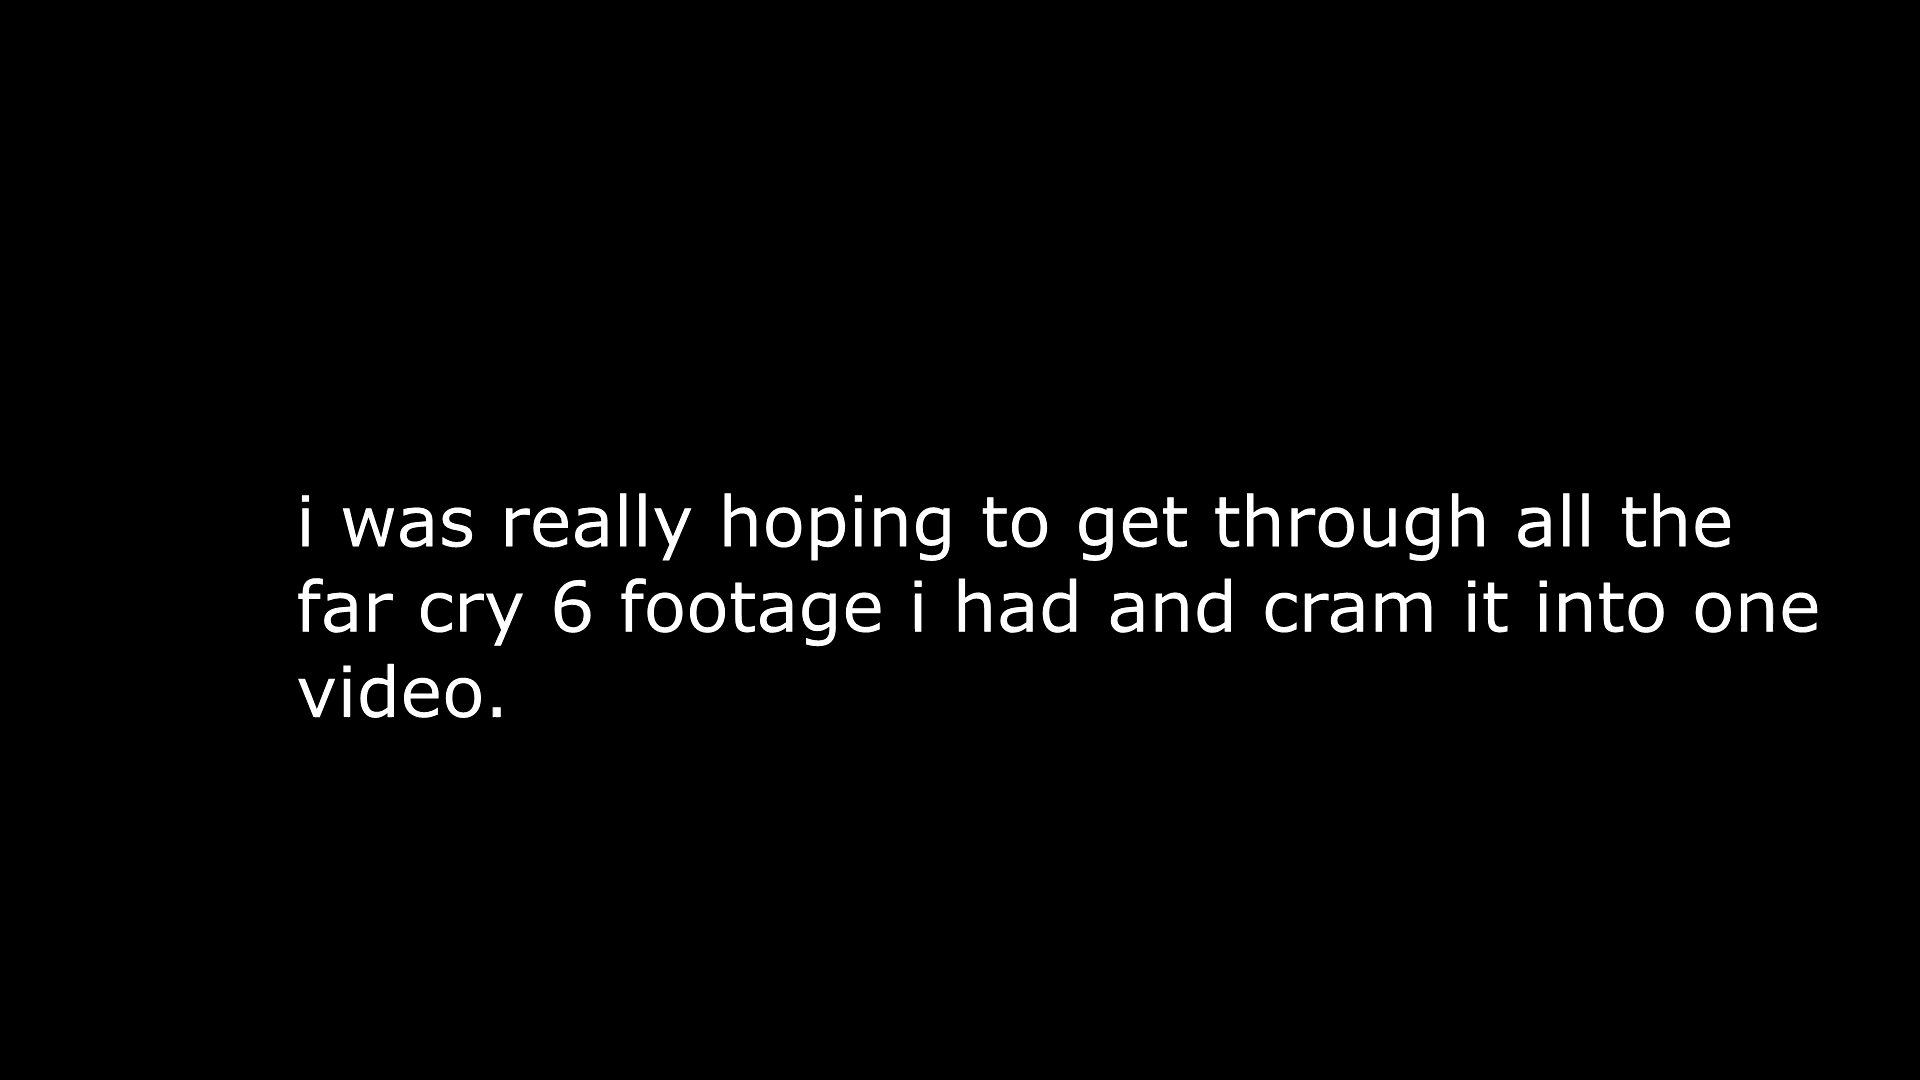 i was really hoping to get through all the
far cry 6 footage i had and cram it into one
video.